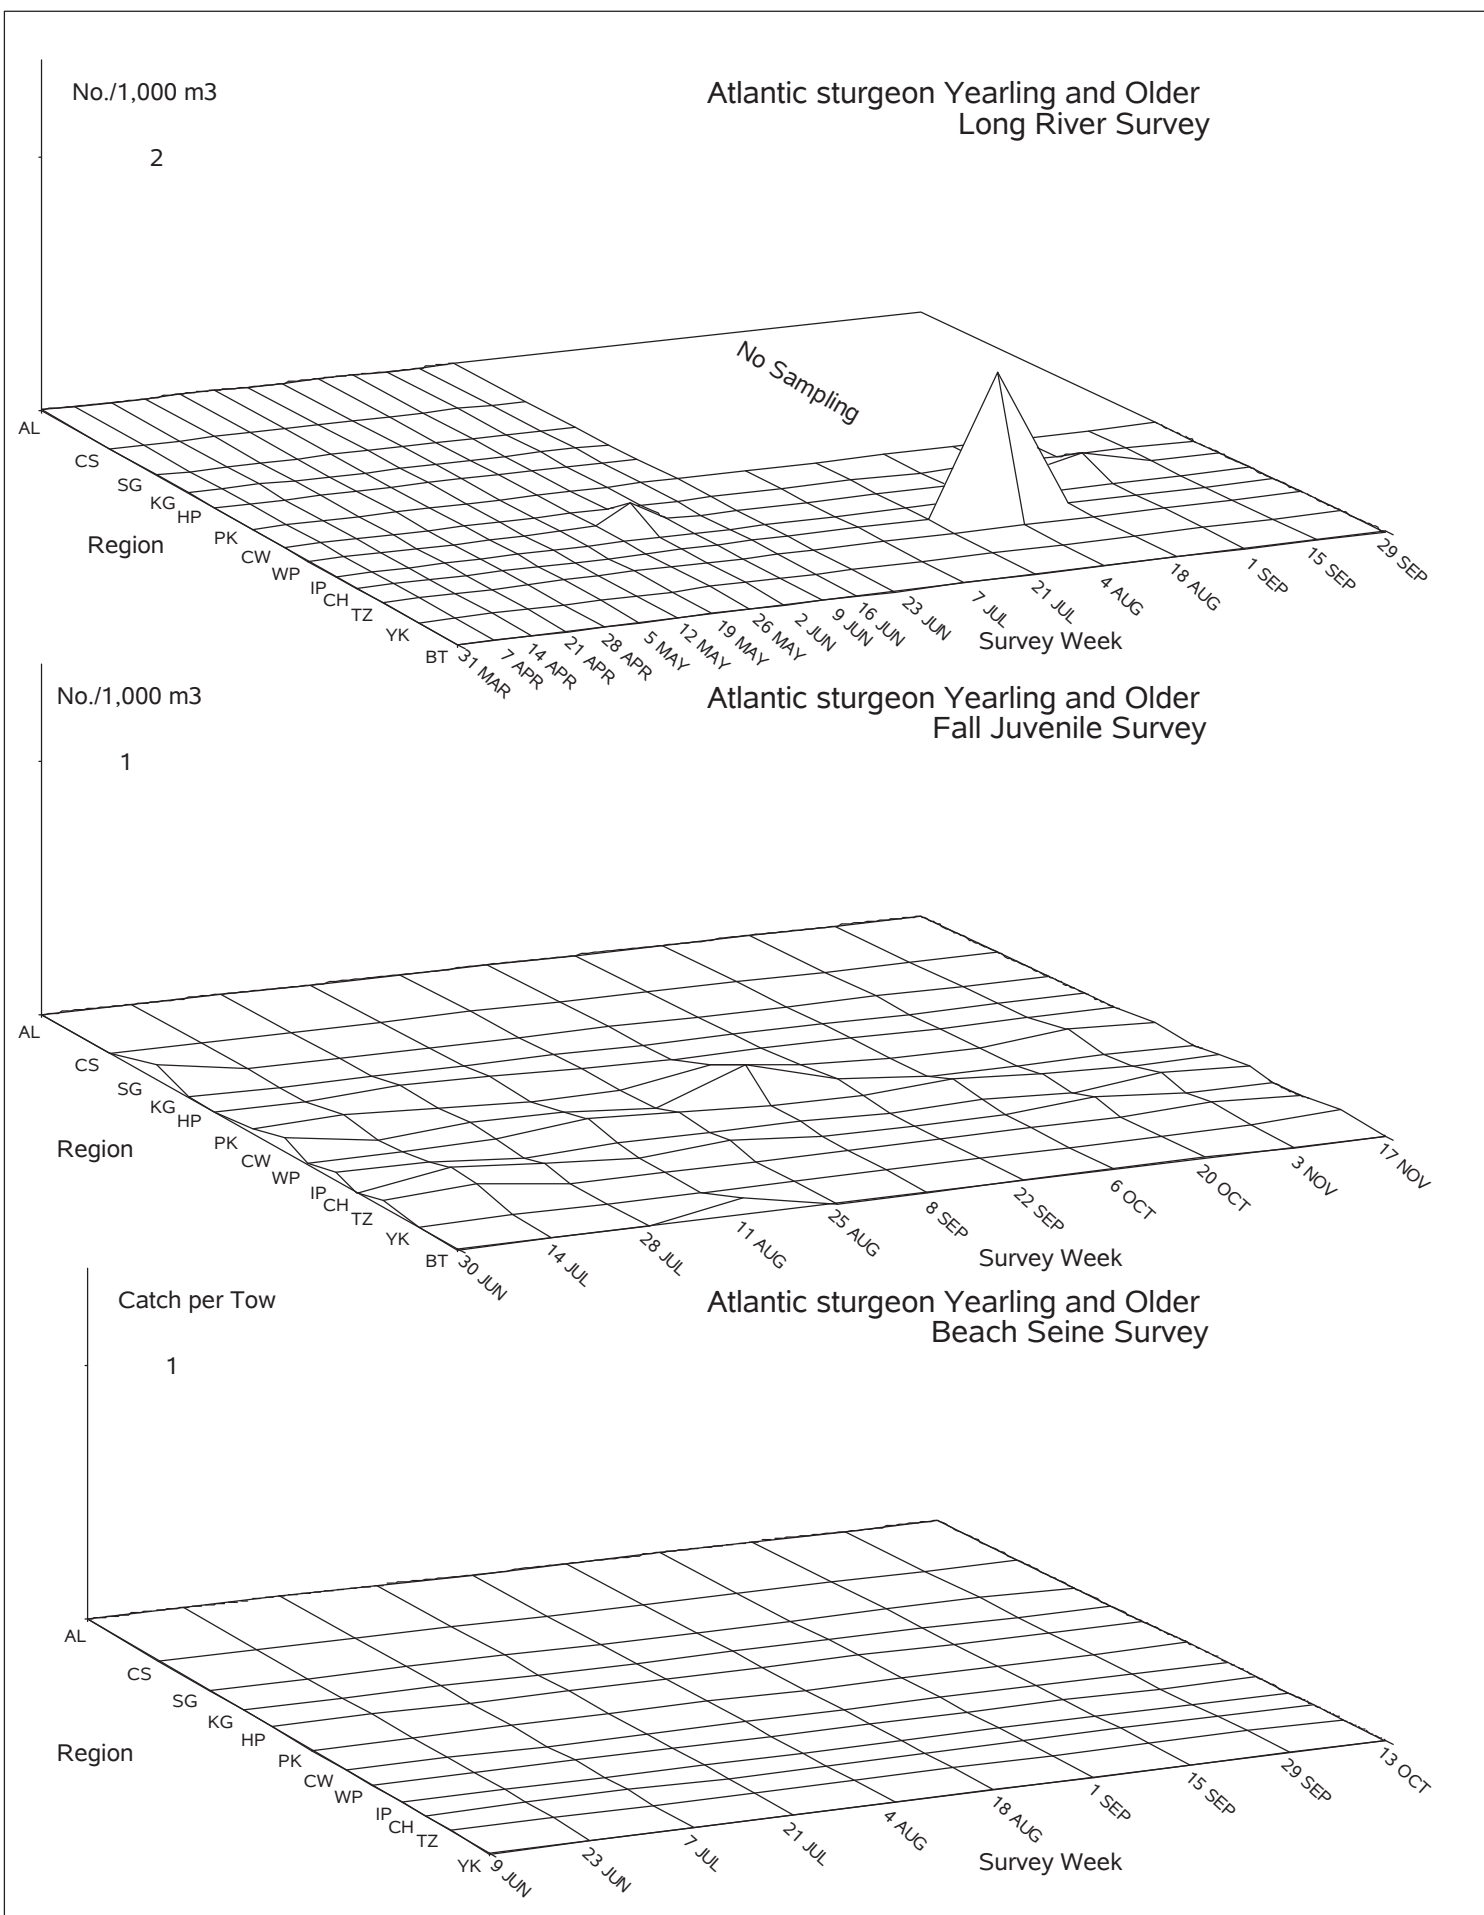 No./1,000 m3
Atlantic sturgeon Yearling and Older
Long River Survey
2
No Sampling
AL
CS
SG
KG
HP
PK
CW
WP
IP
CH
TZ
YK
BT
Region
31 MAR
7 APR
14 APR
21 APR
28 APR
5 MAY
12 MAY
19 MAY
26 MAY
2 JUN
9 JUN
16 JUN
23 JUN
7 JUL
21 JUL
4 AUG
18 AUG
1 SEP
15 SEP
29 SEP
Survey Week
No./1,000 m3
Atlantic sturgeon Yearling and Older
Fall Juvenile Survey
1
AL
CS
SG
KG
HP
PK
CW
WP
IP
CH
TZ
YK
BT
Region
30 JUN
14 JUL
28 JUL
11 AUG
25 AUG
8 SEP
22 SEP
6 OCT
20 OCT
3 NOV
17 NOV
Survey Week
Catch per Tow
Atlantic sturgeon Yearling and Older
Beach Seine Survey
1
AL
CS
SG
KG
HP
PK
CW
WP
IP
CH
TZ
YK
Region
9 JUN
23 JUN
7 JUL
21 JUL
4 AUG
18 AUG
1 SEP
15 SEP
29 SEP
13 OCT
Survey Week